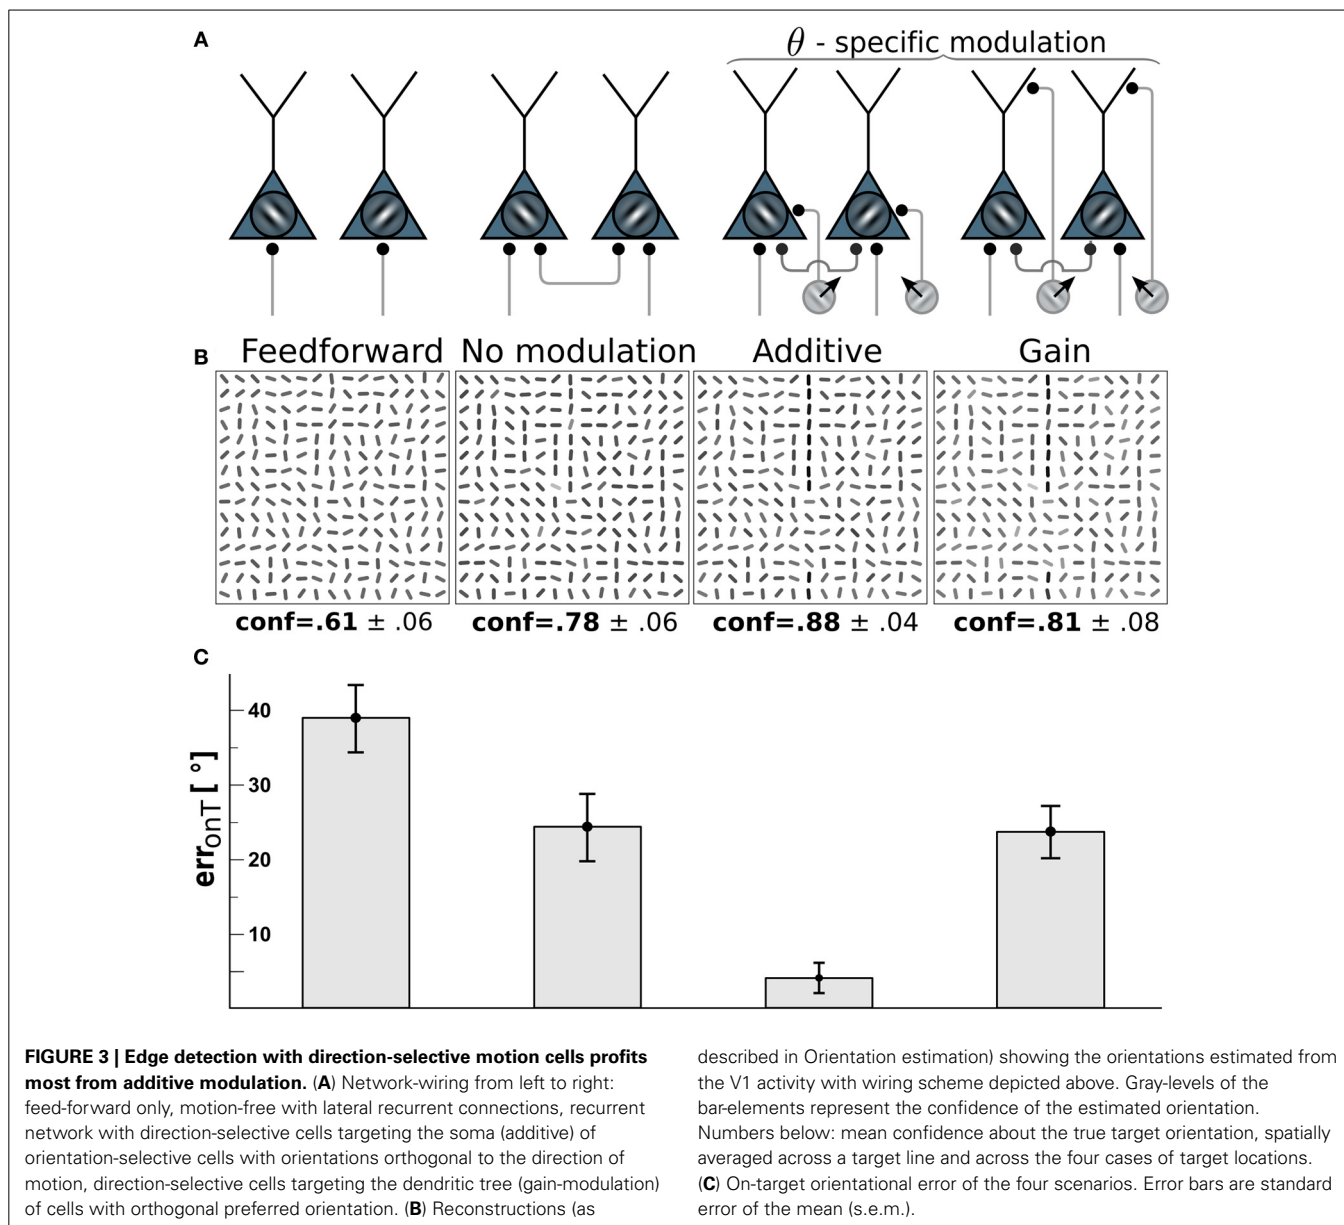 A
θ - specific modulation
B
Feedforward No modulation Additive Gain
conf=.61 ± .06 conf=.78 ± .06 conf=.88 ± .04 conf=.81 ± .08
C
err onT [ °]
40
30
20
10
FIGURE 3 | Edge detection with direction-selective motion cells profits
most from additive modulation. (A) Network-wiring from left to right:
feed-forward only, motion-free with lateral recurrent connections, recurrent
network with direction-selective cells targeting the soma (additive) of
orientation-selective cells with orientations orthogonal to the direction of
motion, direction-selective cells targeting the dendritic tree (gain-modulation)
of cells with orthogonal preferred orientation. (B) Reconstructions (as
described in Orientation estimation) showing the orientations estimated from
the V1 activity with wiring scheme depicted above. Gray-levels of the
bar-elements represent the confidence of the estimated orientation.
Numbers below: mean confidence about the true target orientation, spatially
averaged across a target line and across the four cases of target locations.
(C) On-target orientational error of the four scenarios. Error bars are standard
error of the mean (s.e.m.).